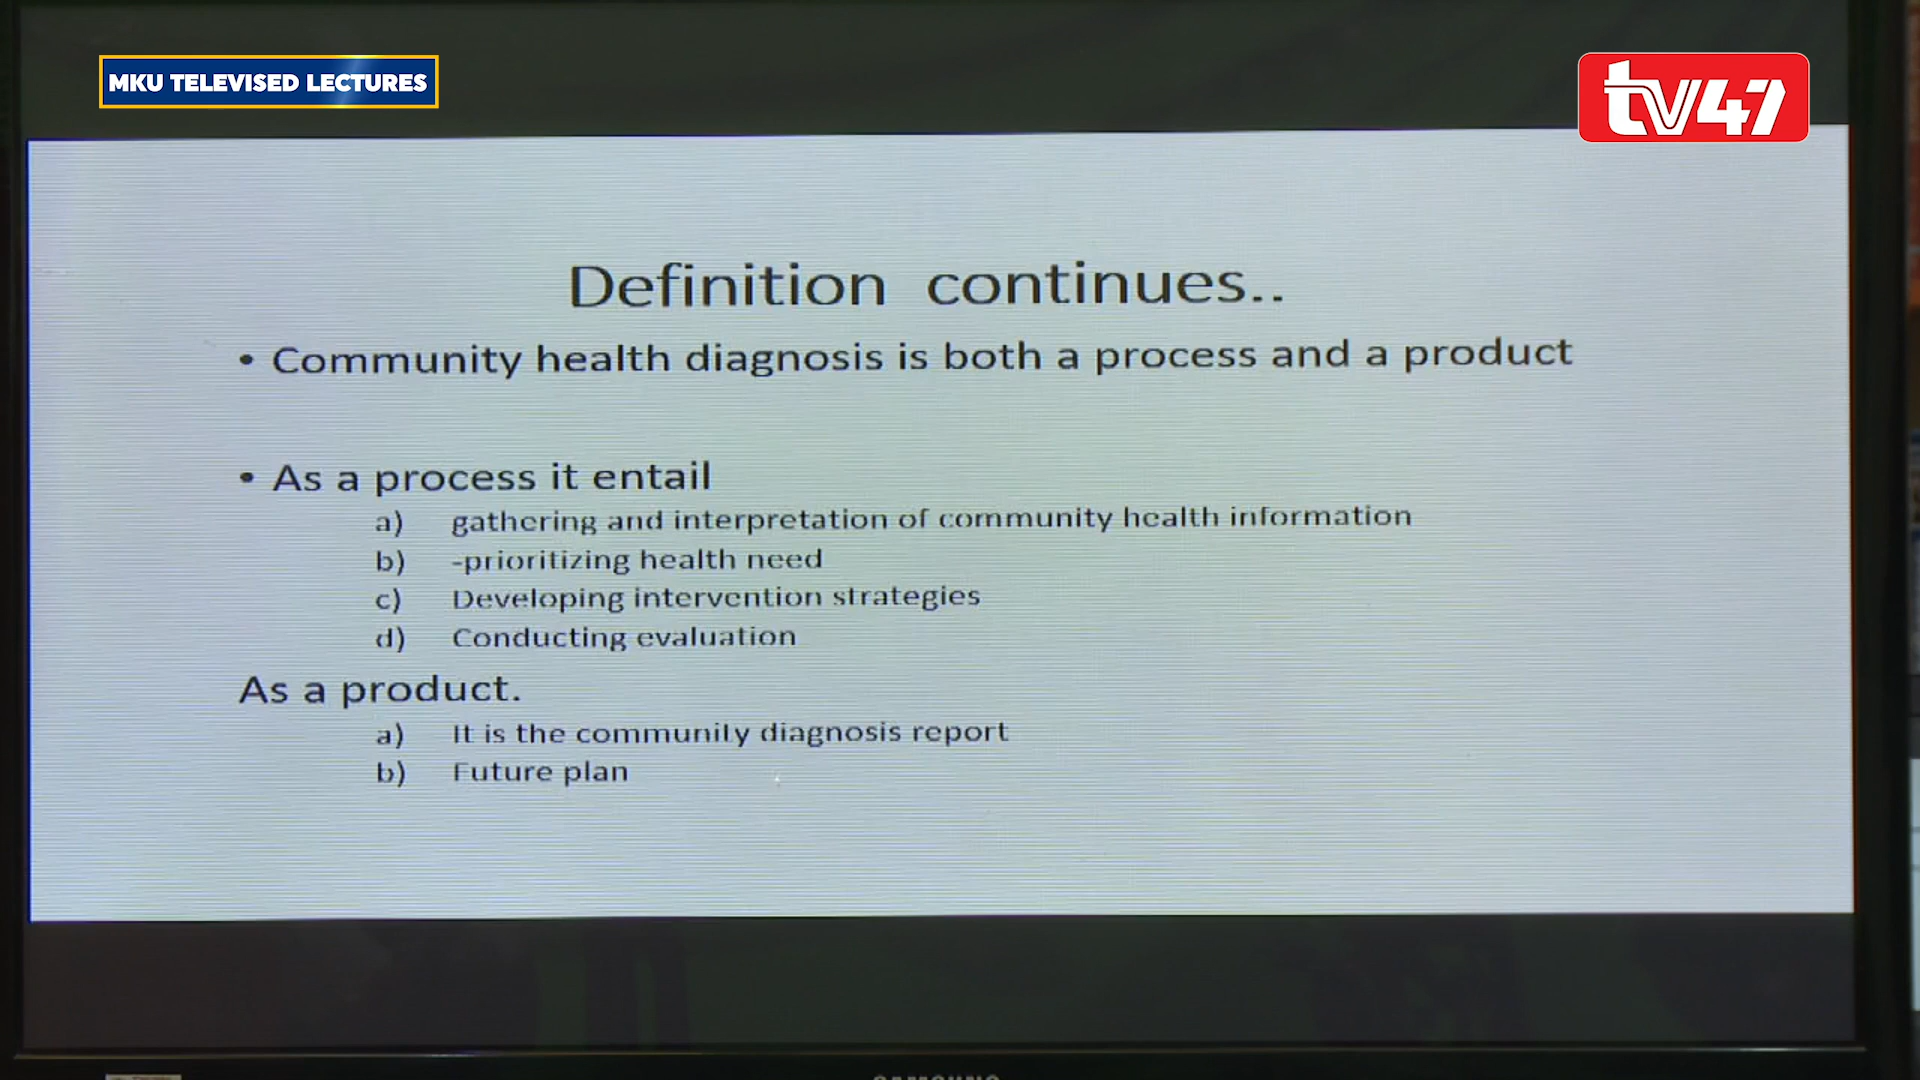 MKU TELEVISED LECTURES
tv47
Definition continues..
• Community health diagnosis is both a process and a product
• As a process it entail
a) gathering and interpretation of community health information
b) -prioritizing health need
c) Developing intervention strategies
d) Conducting evaluation
As a product.
a) It is the community diagnosis report
b) Future plan
SAMSUNG